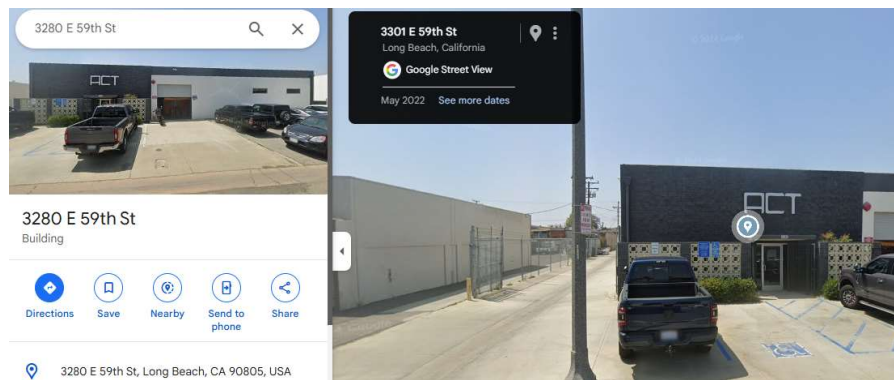 3280 E 59th St
ACT
3280 E 59th St
Building
Directions
Save
Nearby
Send to
phone
Share
3280 E 59th St, Long Beach, CA 90805, USA
3301 E 59th St
Long Beach, California
Google Street View
May 2022 See more dates
ACT